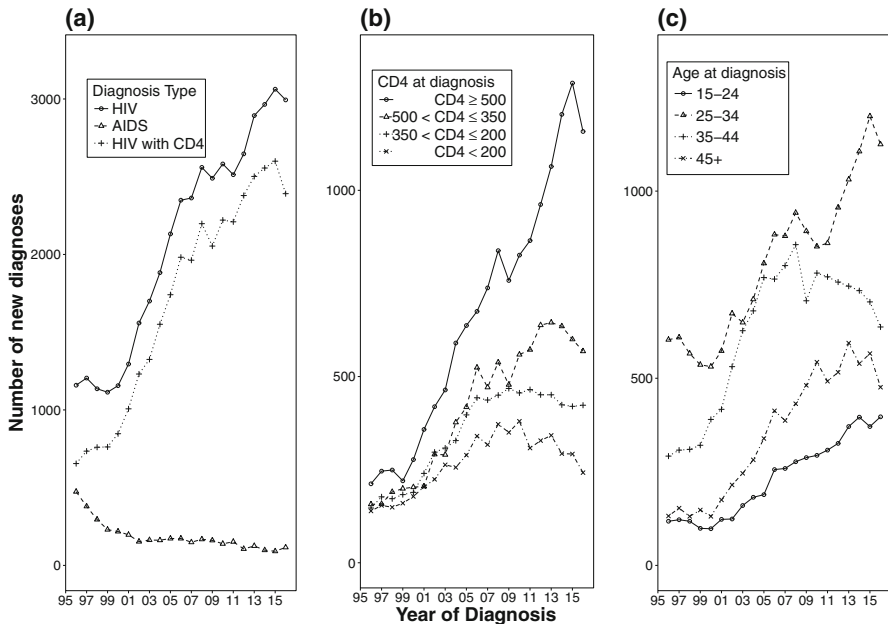 (a)
Number of new diagnoses
3000
2000
1000
0
Diagnosis Type
HIV
AIDS
HIV with CD4
95 97 99 01 03 05 07 09 11 13 15
(b)
1000
500
0
CD4 at diagnosis
CD4 ≥ 500
500 < CD4 ≤ 350
350 < CD4 ≤ 200
CD4 < 200
95 97 99 01 03 05 07 09 11 13 15
Year of Diagnosis
(c)
1000
500
0
Age at diagnosis
15−24
25−34
35−44
45+
95 97 99 01 03 05 07 09 11 13 15